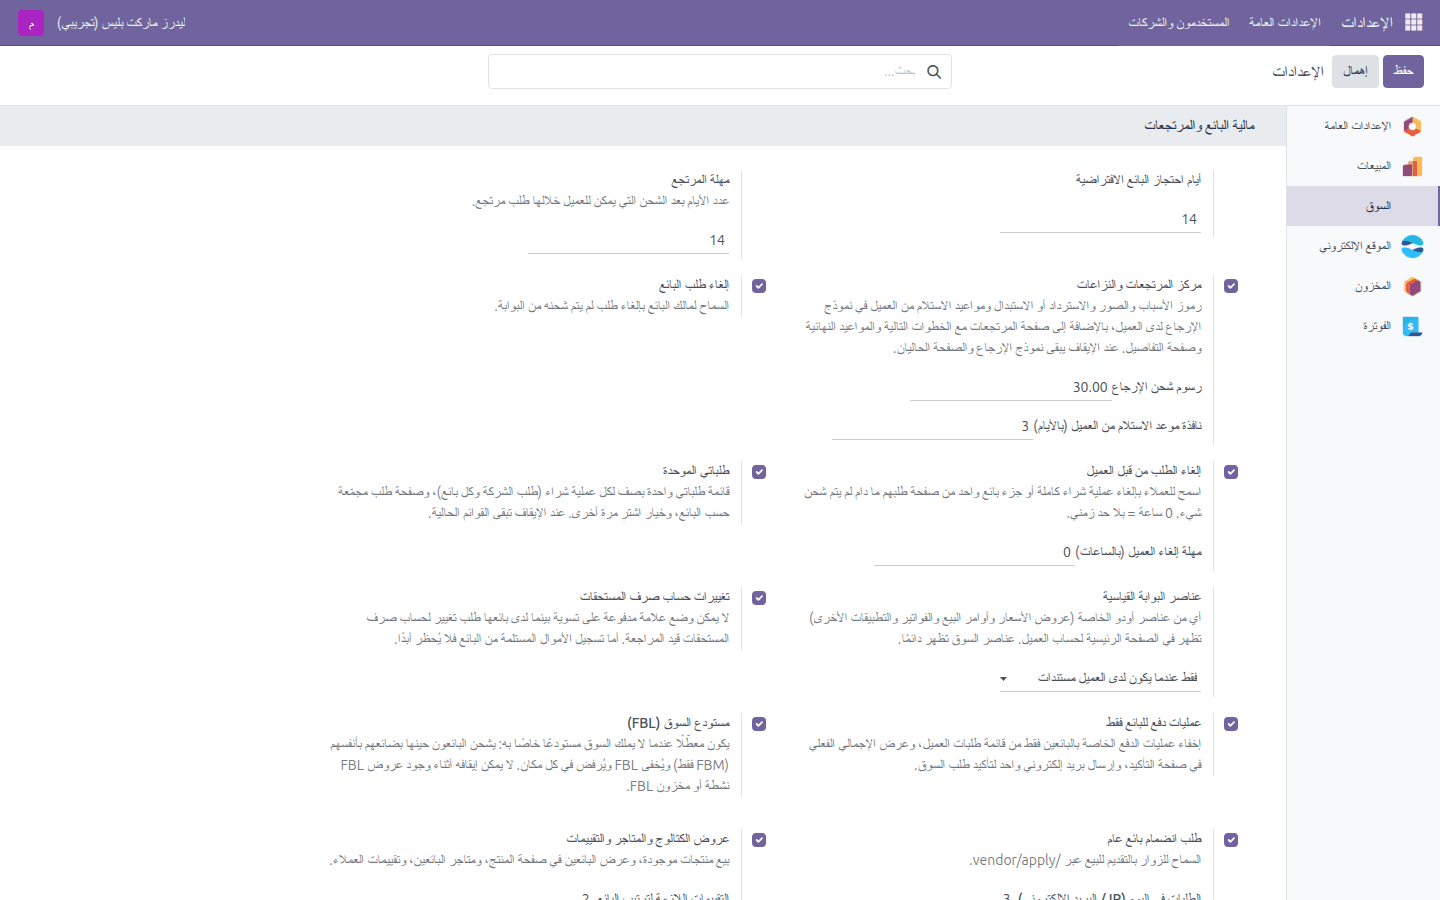 الإعدادات
الإعدادات العامة
المستخدمون والشركات
ليدرز ماركت بليس (تجريبي)
م
حفظ
إهمال
الإعدادات
بحث...
الإعدادات العامة
المبيعات
السوق
الموقع الإلكتروني
المخزون
الفوترة
مالية البائع والمرتجعات
أيام احتجاز البائع الافتراضية
14
مهلة المرتجع
عدد الأيام بعد الشحن التي يمكن للعميل خلالها طلب مرتجع.
14
مركز المرتجعات والنزاعات
رموز الأسباب والصور والاسترداد أو الاستبدال ومواعيد الاستلام من العميل في نموذج
الإرجاع لدى العميل، بالإضافة إلى صفحة المرتجعات مع الخطوات التالية والمواعيد النهائية
وصفحة التفاصيل. عند الإيقاف يبقى نموذج الإرجاع والصفحة الحاليان.
رسوم شحن الإرجاع 30.00
نافذة موعد الاستلام من العميل (بالأيام) 3
إلغاء طلب البائع
السماح لمالك البائع بإلغاء طلب لم يتم شحنه من البوابة.
إلغاء الطلب من قبل العميل
اسمح للعملاء بإلغاء عملية شراء كاملة أو جزء بائع واحد من صفحة طلبهم ما دام لم يتم شحن
شيء. 0 ساعة = بلا حد زمني.
مهلة إلغاء العميل (بالساعات) 0
طلباتي الموحدة
قائمة طلباتي واحدة بصف لكل عملية شراء (طلب الشركة وكل بائع)، وصفحة طلب مجمّعة
حسب البائع، وخيار اشترِ مرة أخرى. عند الإيقاف تبقى القوائم الحالية.
عناصر البوابة القياسية
أي من عناصر أودو الخاصة (عروض الأسعار وأوامر البيع والفواتير والتطبيقات الأخرى)
تظهر في الصفحة الرئيسية لحساب العميل. عناصر السوق تظهر دائمًا.
فقط عندما يكون لدى العميل مستندات
تغييرات حساب صرف المستحقات
لا يمكن وضع علامة مدفوعة على تسوية بينما لدى بائعها طلب تغيير لحساب صرف
المستحقات قيد المراجعة. أما تسجيل الأموال المستلمة من البائع فلا يُحظر أبدًا.
عمليات دفع للبائع فقط
إخفاء عمليات الدفع الخاصة بالبائعين فقط من قائمة طلبات العميل، وعرض الإجمالي الفعلي
في صفحة التأكيد، وإرسال بريد إلكتروني واحد لتأكيد طلب السوق.
مستودع السوق (FBL)
يكون معطّلًا عندما لا يملك السوق مستودعًا خاصًا به: يشحن البائعون حينها بضائعهم بأنفسهم
(FBM فقط) ويُخفى FBL ويُرفض في كل مكان. لا يمكن إيقافه أثناء وجود عروض FBL
نشطة أو مخزون FBL.
طلب انضمام بائع عام
السماح للزوار بالتقديم للبيع عبر /vendor/apply.
الطلبات في اليوم (IP / البريد الإلكتروني) 3
عروض الكتالوج والمتاجر والتقييمات
بيع منتجات موجودة، وعرض البائعين في صفحة المنتج، ومتاجر البائعين، وتقييمات العملاء.
التقييمات اللازمة لترتيب البائع 2